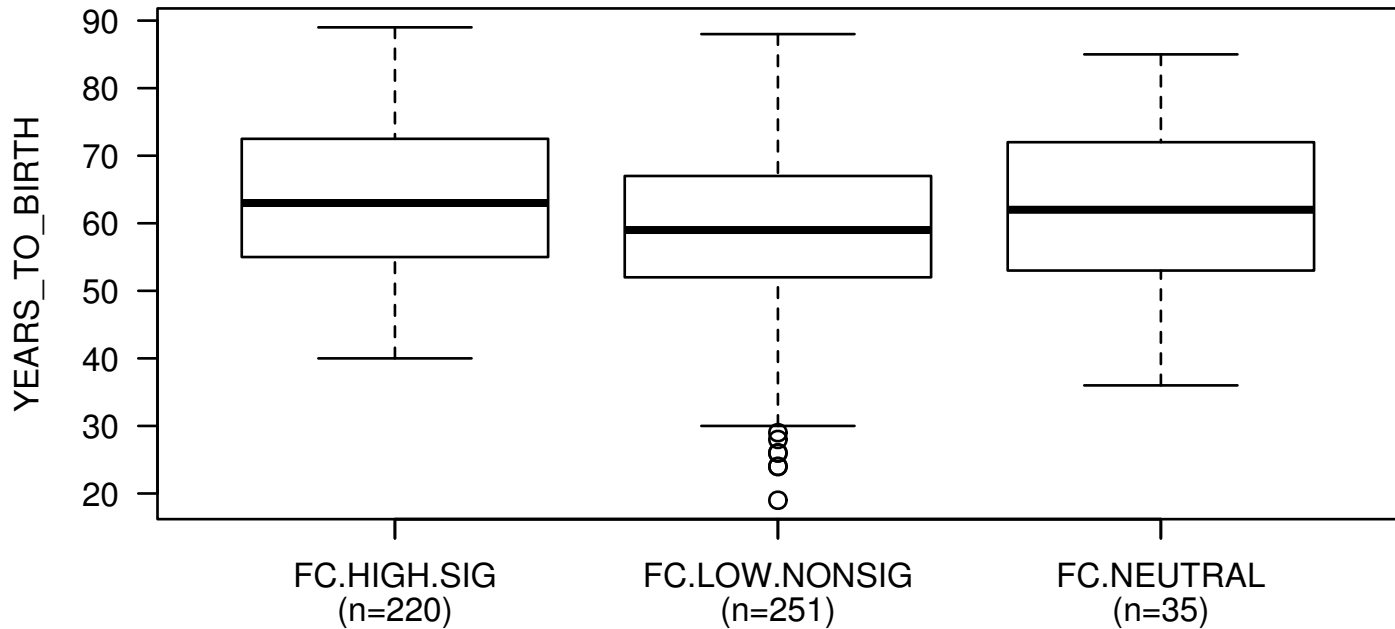 YEARS_TO_BIRTH
90
80
70
60
50
40
30
20
FC.HIGH.SIG
(n=220)
FC.LOW.NONSIG
(n=251)
FC.NEUTRAL
(n=35)